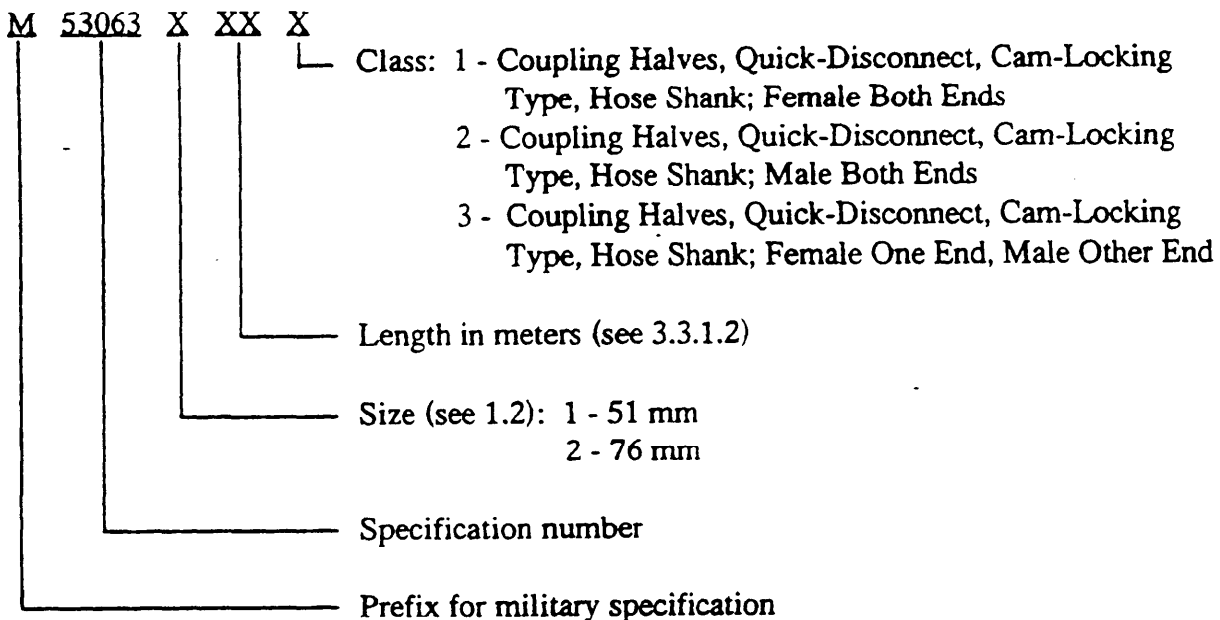 M 53063 X XX X
Class: 1 - Coupling Halves, Quick-Disconnect, Cam-Locking
Type, Hose Shank; Female Both Ends
2 - Coupling Halves, Quick-Disconnect, Cam-Locking
Type, Hose Shank; Male Both Ends
3 - Coupling Halves, Quick-Disconnect, Cam-Locking
Type, Hose Shank; Female One End, Male Other End
Length in meters (see 3.3.1.2)
Size (see 1.2): 1 - 51 mm
2 - 76 mm
Specification number
Prefix for military specification